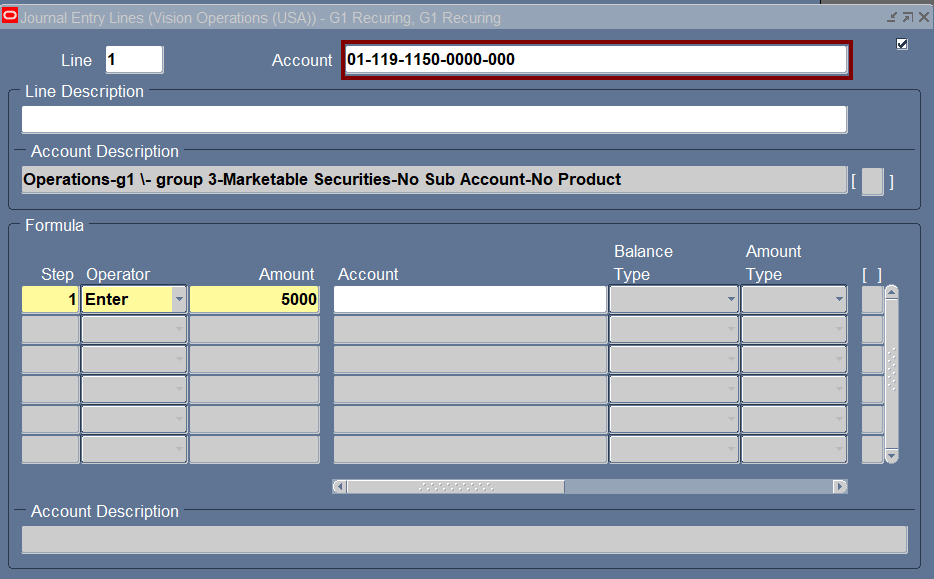 Journal Entry Lines (Vision Operations (USA)) - G1 Recuring, G1 Recuring
Line 1 Account 01-119-1150-0000-000
Line Description
Account Description
Operations-g1 \- group 3-Marketable Securities-No Sub Account-No Product [ ]
Formula
Balance Amount
Step Operator Amount Account Type Type [ ]
1 Enter 5000
Account Description